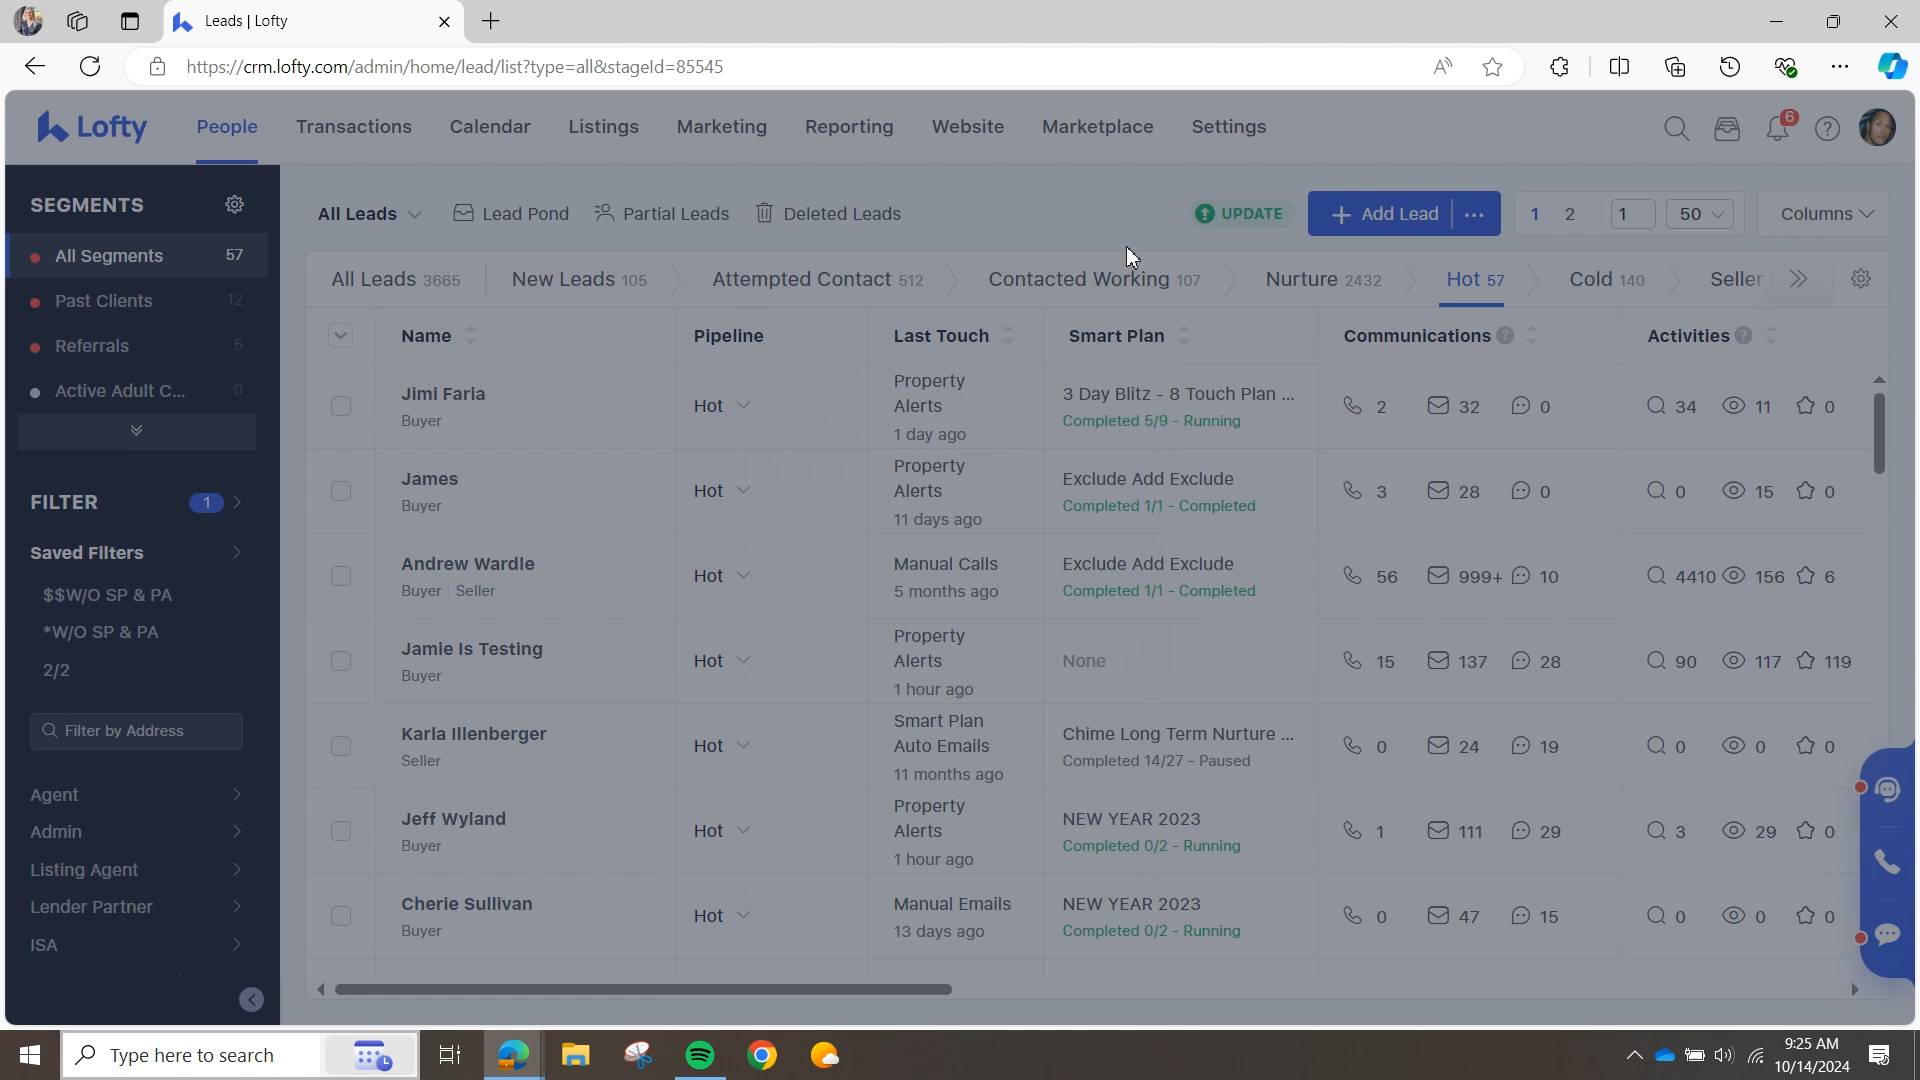 Leads | Lofty
https://crm.lofty.com/admin/home/lead/list?type=all&stageId=85545
Lofty
People
Transactions
Calendar
Listings
Marketing
Reporting
Website
Marketplace
Settings
6
SEGMENTS
All Segments 57
Past Clients 12
Referrals 5
Active Adult C... 0
FILTER 1
Saved Filters
$$W/O SP & PA
*W/O SP & PA
2/2
Filter by Address
Agent
Admin
Listing Agent
Lender Partner
ISA
All Leads
Lead Pond
Partial Leads
Deleted Leads
UPDATE
Add Lead
1 2 1 50
Columns
All Leads 3665
New Leads 105
Attempted Contact 512
Contacted Working 107
Nurture 2432
Hot 57
Cold 140
Seller
Name Pipeline Last Touch Smart Plan Communications Activities
Jimi Faria
Buyer
Hot
Property
Alerts
1 day ago
3 Day Blitz - 8 Touch Plan ...
Completed 5/9 - Running
2 32 0
34 11 0
James
Buyer
Hot
Property
Alerts
11 days ago
Exclude Add Exclude
Completed 1/1 - Completed
3 28 0
0 15 0
Andrew Wardle
Buyer Seller
Hot
Manual Calls
5 months ago
Exclude Add Exclude
Completed 1/1 - Completed
56 999+ 10
4410 156 6
Jamie Is Testing
Buyer
Hot
Property
Alerts
1 hour ago
None
15 137 28
90 117 119
Karla Illenberger
Seller
Hot
Smart Plan
Auto Emails
11 months ago
Chime Long Term Nurture ...
Completed 14/27 - Paused
0 24 19
0 0 0
Jeff Wyland
Buyer
Hot
Property
Alerts
1 hour ago
NEW YEAR 2023
Completed 0/2 - Running
1 111 29
3 29 0
Cherie Sullivan
Buyer
Hot
Manual Emails
13 days ago
NEW YEAR 2023
Completed 0/2 - Running
0 47 15
0 0 0
Type here to search
9:25 AM
10/14/2024